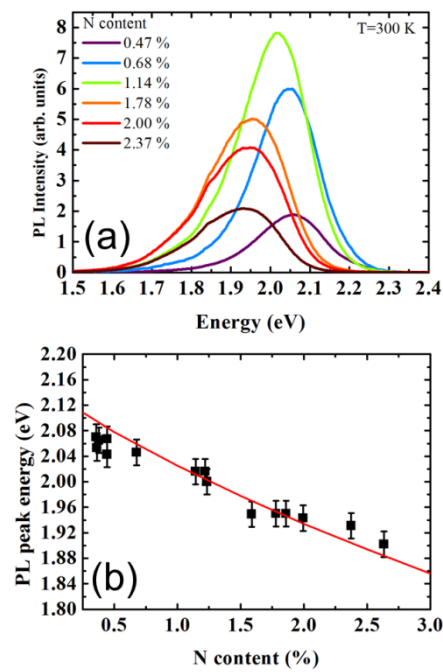 N content
0.47 %
0.68 %
1.14 %
1.78 %
2.00 %
2.37 %
T=300 K
8
7
6
5
4
3
2
1
0
PL Intensity (arb. units)
(a)
1.5 1.6 1.7 1.8 1.9 2.0 2.1 2.2 2.3 2.4
Energy (eV)
2.20
2.16
2.12
2.08
2.04
2.00
1.96
1.92
1.88
1.84
1.80
PL peak energy (eV)
(b)
0.5 1.0 1.5 2.0 2.5 3.0
N content (%)